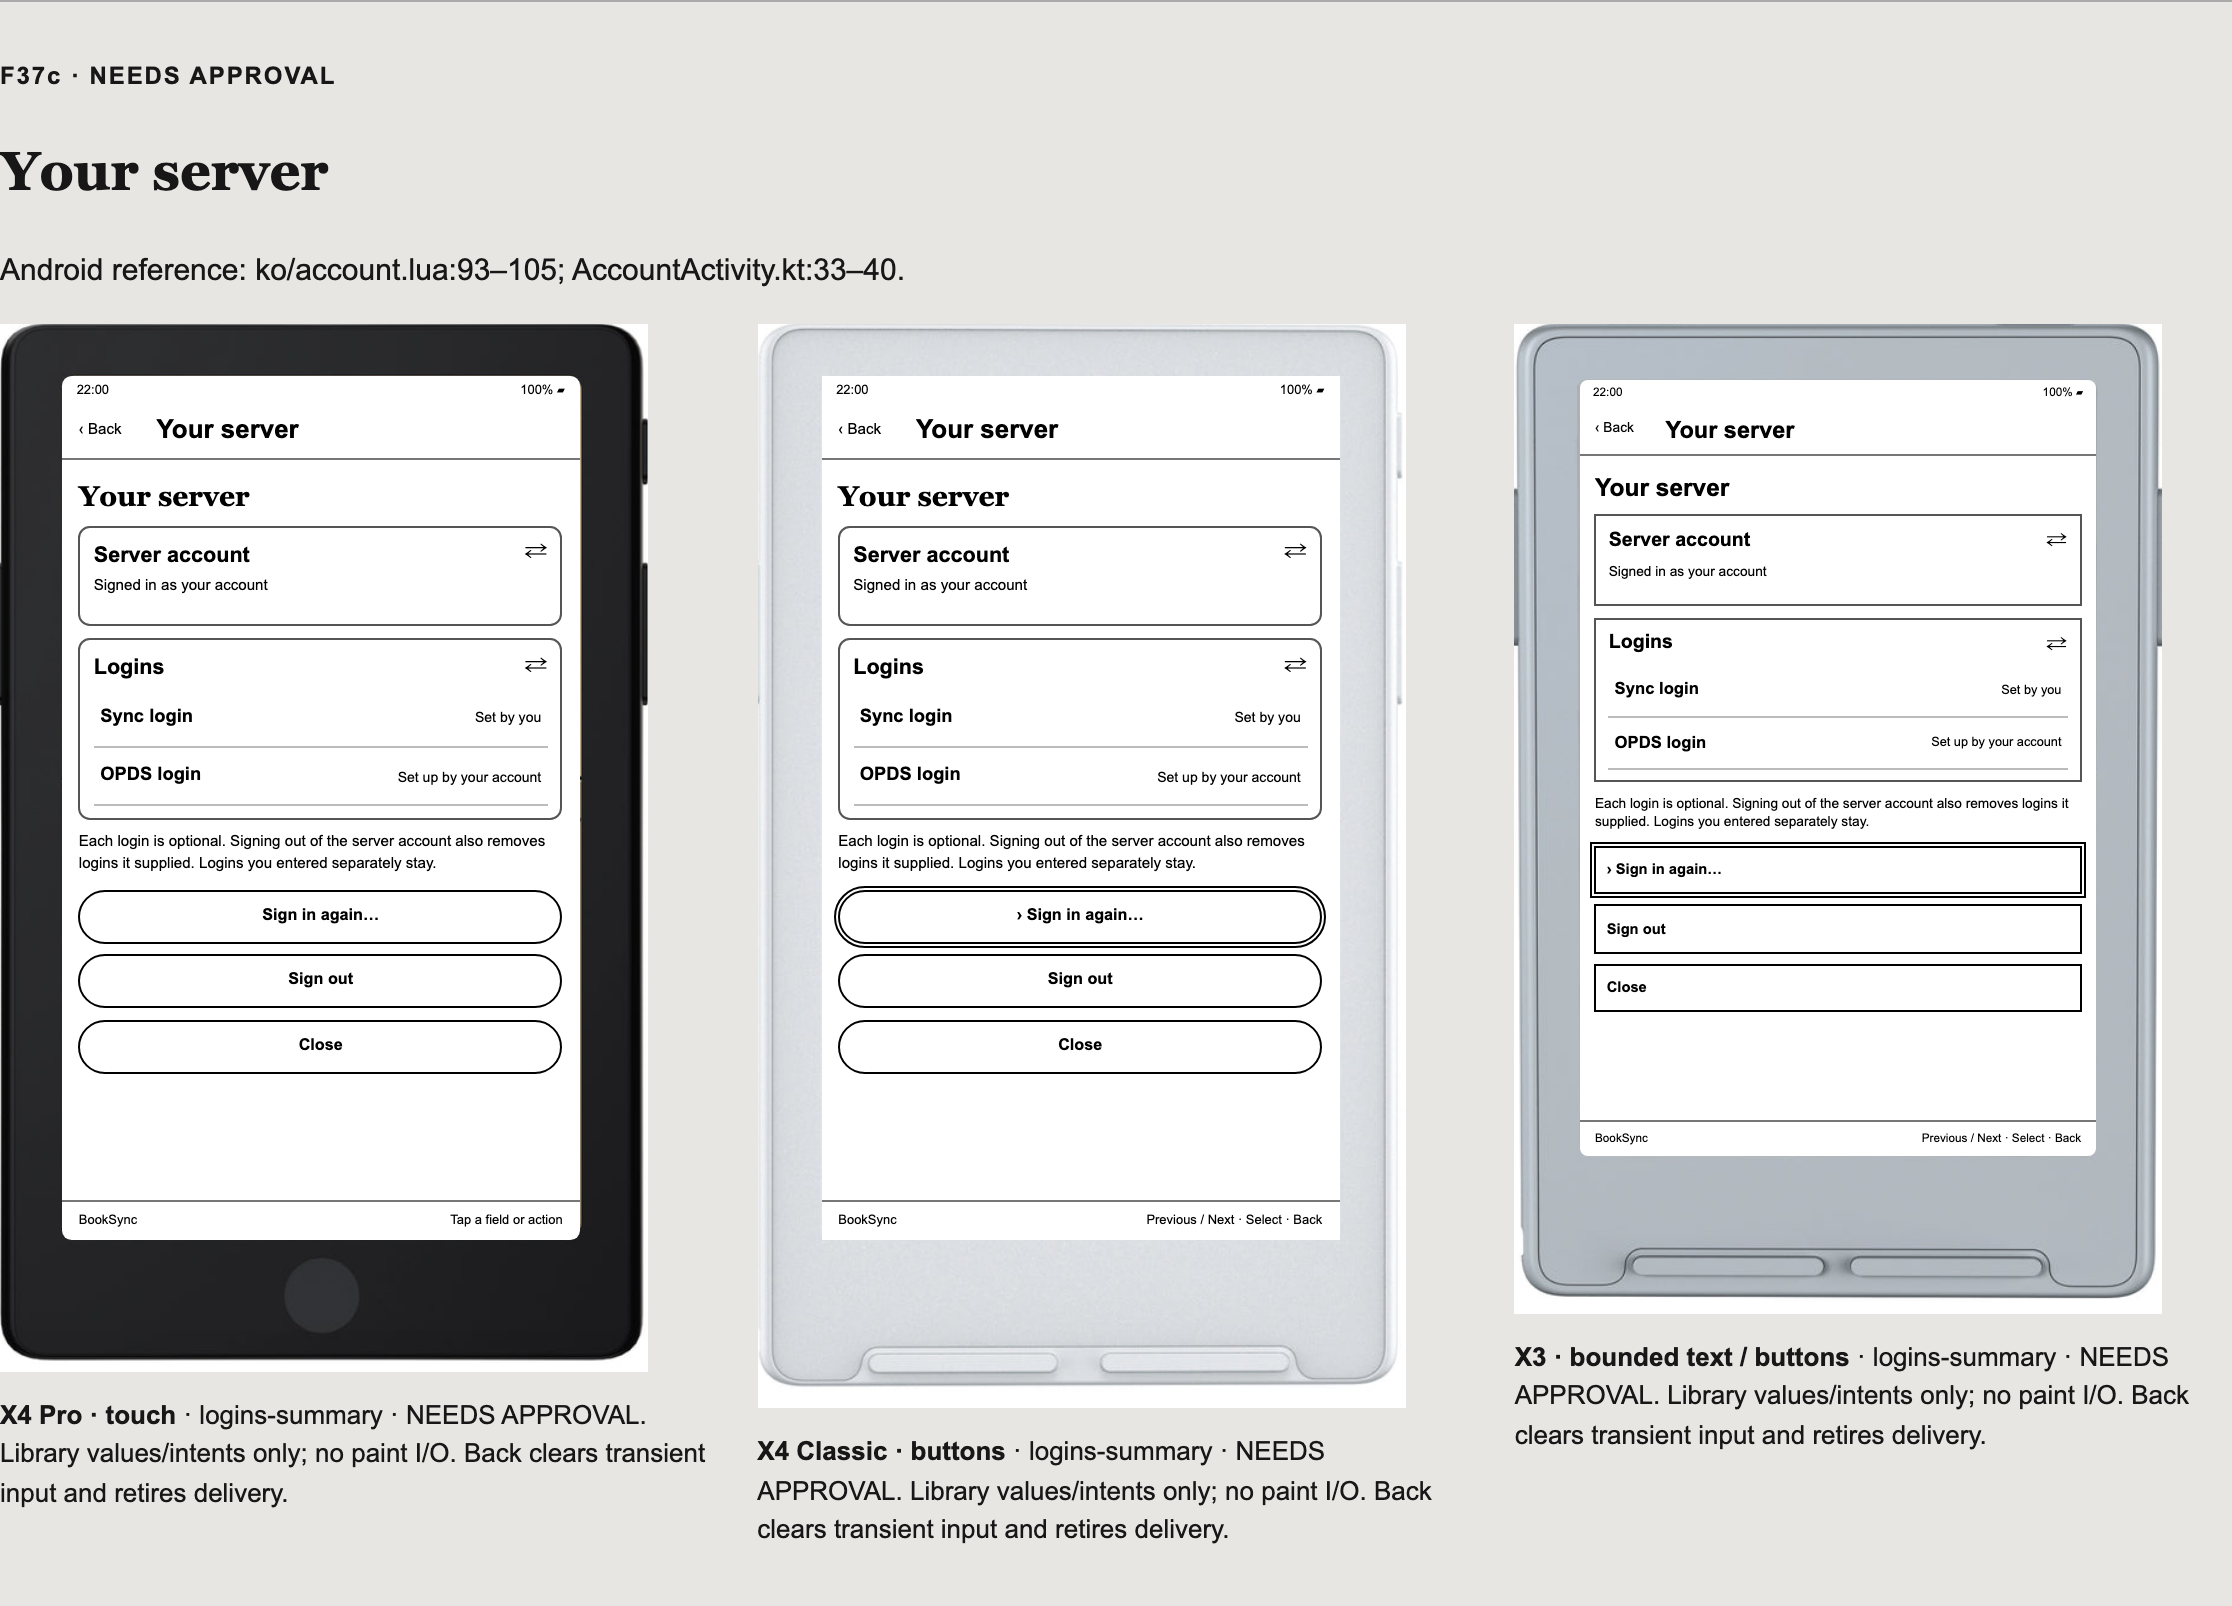 F37c · NEEDS APPROVAL
Your server
Android reference: ko/account.lua:93–105; AccountActivity.kt:33–40.
22:00 100%
‹ Back Your server
Your server
Server account
Signed in as your account
Logins
Sync login Set by you
OPDS login Set up by your account
Each login is optional. Signing out of the server account also removes
logins it supplied. Logins you entered separately stay.
Sign in again...
Sign out
Close
BookSync Tap a field or action
X4 Pro · touch · logins-summary · NEEDS APPROVAL.
Library values/intents only; no paint I/O. Back clears transient
input and retires delivery.
22:00 100%
‹ Back Your server
Your server
Server account
Signed in as your account
Logins
Sync login Set by you
OPDS login Set up by your account
Each login is optional. Signing out of the server account also removes
logins it supplied. Logins you entered separately stay.
› Sign in again...
Sign out
Close
BookSync Previous / Next · Select · Back
X4 Classic · buttons · logins-summary · NEEDS
APPROVAL. Library values/intents only; no paint I/O. Back
clears transient input and retires delivery.
22:00 100%
‹ Back Your server
Your server
Server account
Signed in as your account
Logins
Sync login Set by you
OPDS login Set up by your account
Each login is optional. Signing out of the server account also removes logins it
supplied. Logins you entered separately stay.
› Sign in again...
Sign out
Close
BookSync Previous / Next · Select · Back
X3 · bounded text / buttons · logins-summary · NEEDS
APPROVAL. Library values/intents only; no paint I/O. Back
clears transient input and retires delivery.